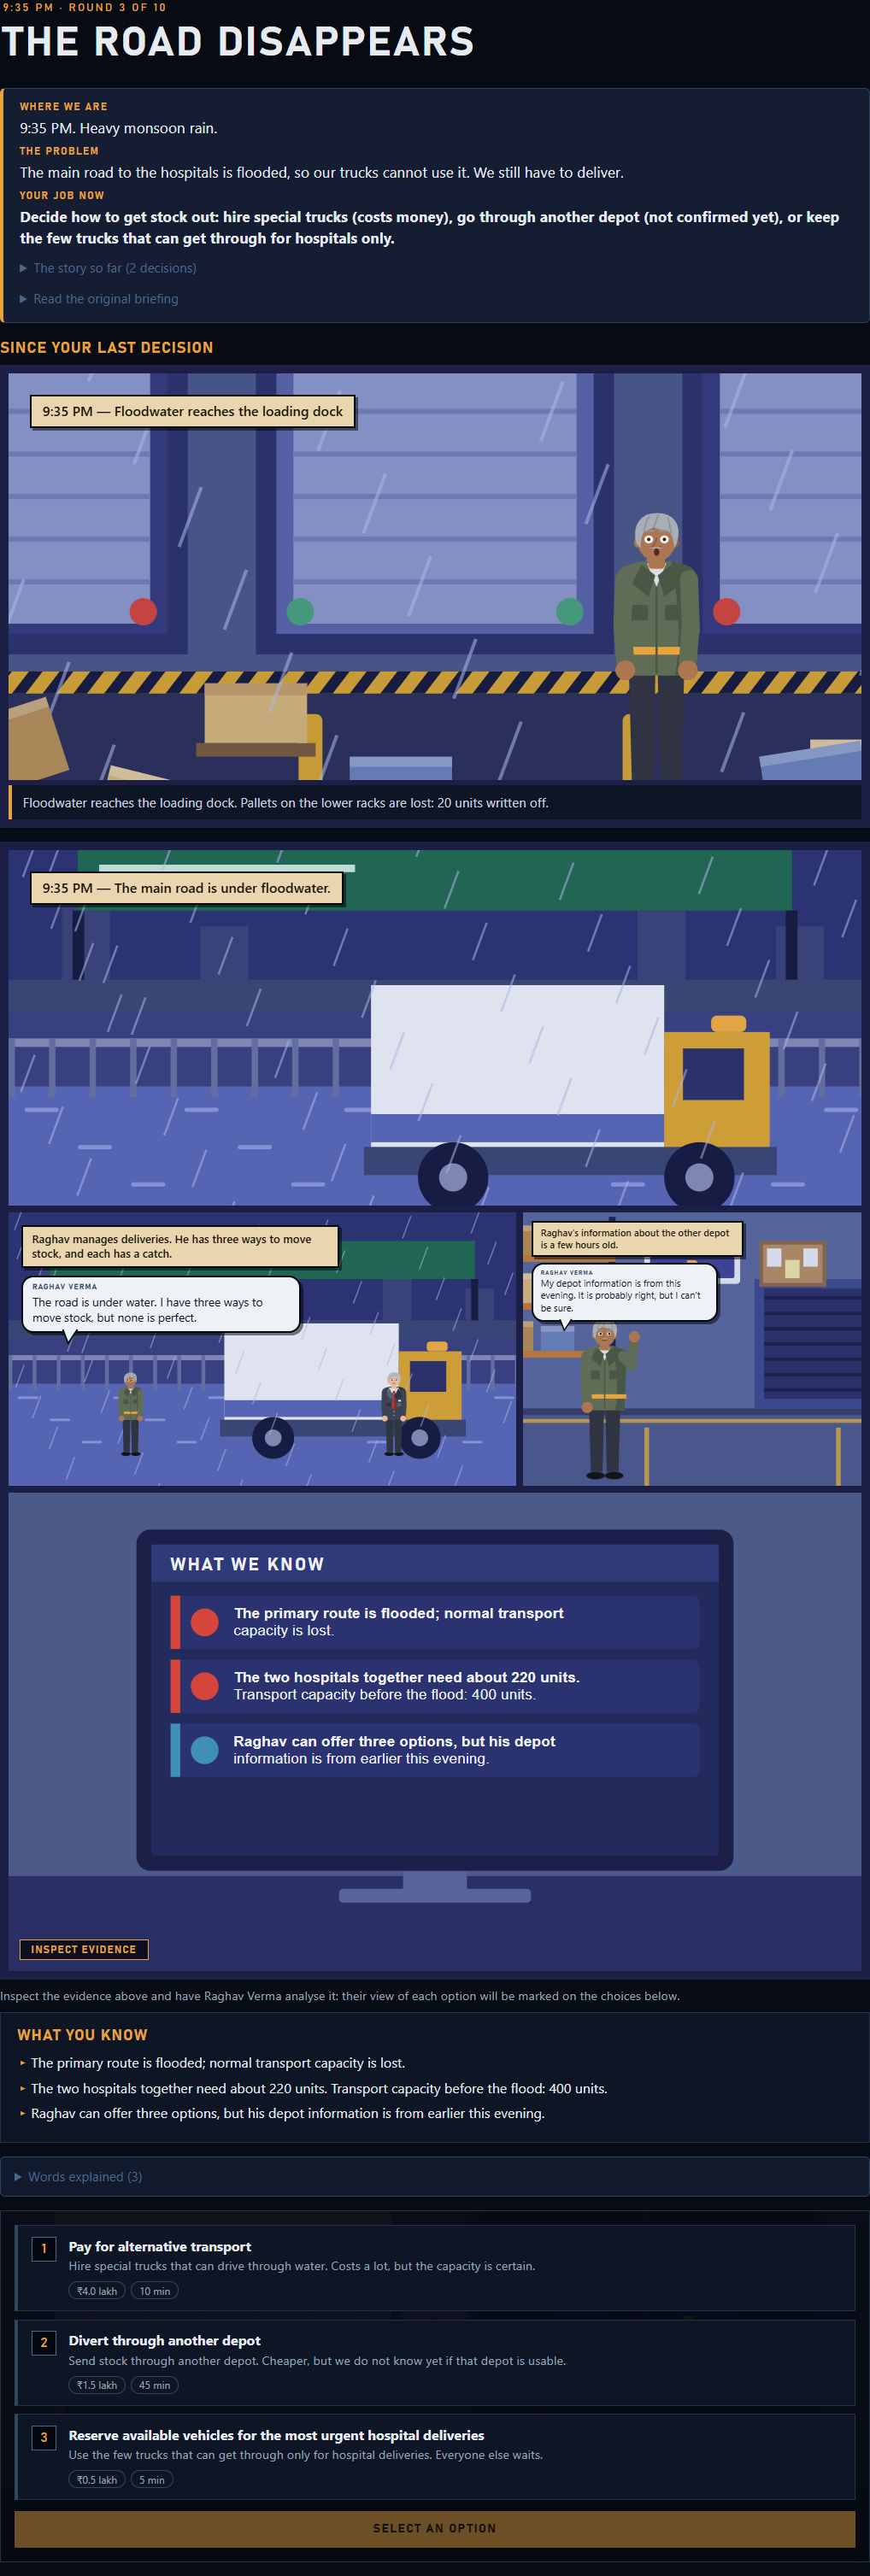 9:35 PM · ROUND 3 OF 10
THE ROAD DISAPPEARS
WHERE WE ARE
9:35 PM. Heavy monsoon rain.
THE PROBLEM
The main road to the hospitals is flooded, so our trucks cannot use it. We still have to deliver.
YOUR JOB NOW
Decide how to get stock out: hire special trucks (costs money), go through another depot (not confirmed yet), or keep
the few trucks that can get through for hospitals only.
▶ The story so far (2 decisions)
▶ Read the original briefing
SINCE YOUR LAST DECISION
9:35 PM — Floodwater reaches the loading dock
Floodwater reaches the loading dock. Pallets on the lower racks are lost: 20 units written off.
9:35 PM — The main road is under floodwater.
Raghav manages deliveries. He has three ways to move
stock, and each has a catch.
RAGHAV VERMA
The road is under water. I have three ways to
move stock, but none is perfect.
Raghav's information about the other depot
is a few hours old.
RAGHAV VERMA
My depot information is from this
evening. It is probably right, but I can't
be sure.
WHAT WE KNOW
The primary route is flooded; normal transport
capacity is lost.
The two hospitals together need about 220 units.
Transport capacity before the flood: 400 units.
Raghav can offer three options, but his depot
information is from earlier this evening.
INSPECT EVIDENCE
Inspect the evidence above and have Raghav Verma analyse it: their view of each option will be marked on the choices below.
WHAT YOU KNOW
▸ The primary route is flooded; normal transport capacity is lost.
▸ The two hospitals together need about 220 units. Transport capacity before the flood: 400 units.
▸ Raghav can offer three options, but his depot information is from earlier this evening.
▶ Words explained (3)
1 Pay for alternative transport
Hire special trucks that can drive through water. Costs a lot, but the capacity is certain.
₹4.0 lakh 10 min
2 Divert through another depot
Send stock through another depot. Cheaper, but we do not know yet if that depot is usable.
₹1.5 lakh 45 min
3 Reserve available vehicles for the most urgent hospital deliveries
Use the few trucks that can get through only for hospital deliveries. Everyone else waits.
₹0.5 lakh 5 min
SELECT AN OPTION